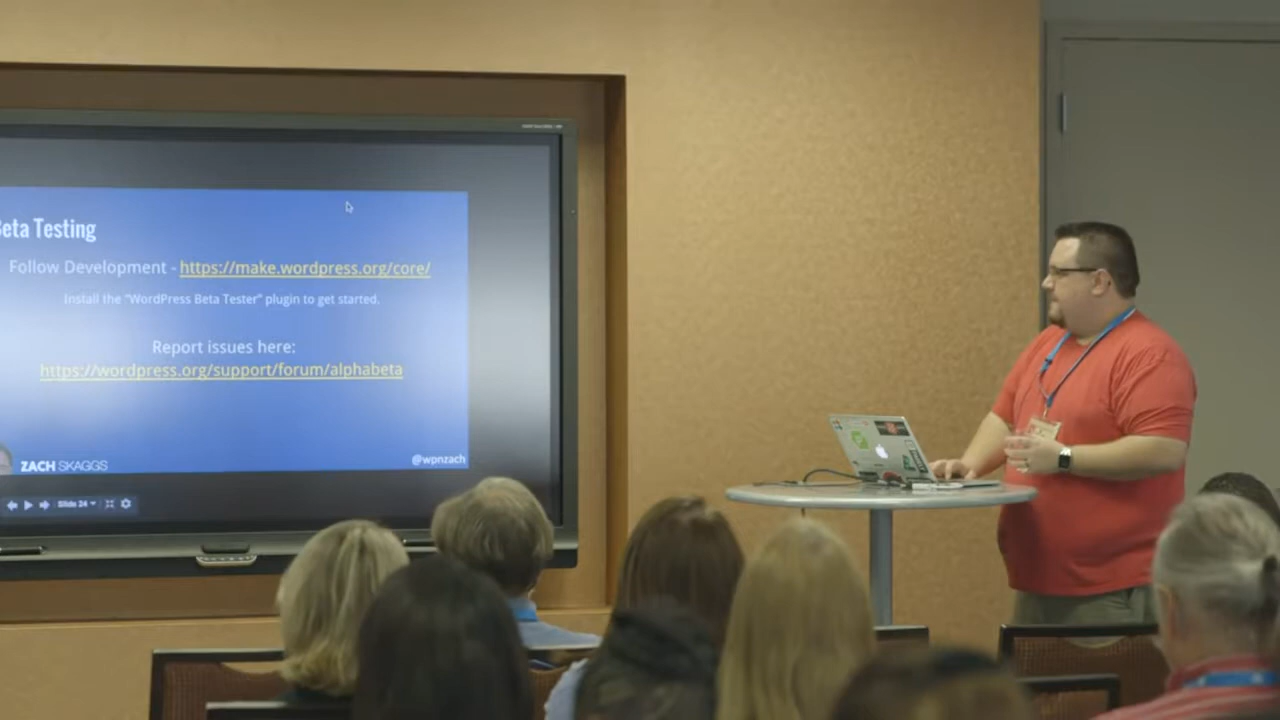 eta Testing
Follow Development - https://make.wordpress.org/core/
Install the "WordPress Beta Tester" plugin to get started.
Report issues here:
https://wordpress.org/support/forum/alphabeta
ZACH SKAGGS
@wpnzach
Slide 24